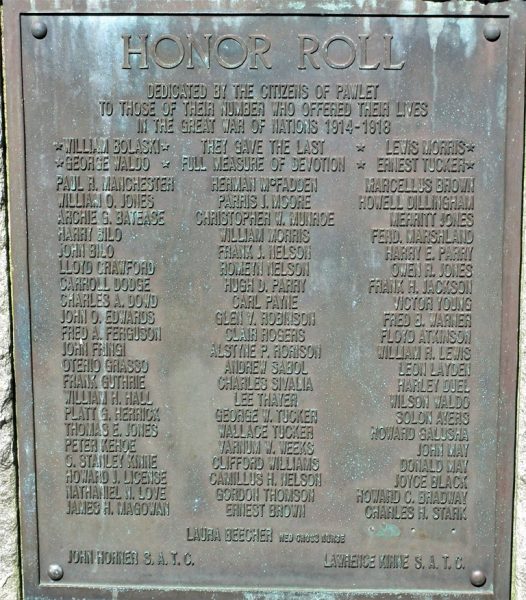 HONOR ROLL
DEDICATED BY THE CITIZENS OF PAWLET
TO THOSE OF THEIR NUMBER WHO OFFERED THEIR LIVES
IN THE GREAT WAR OF NATIONS 1914-1918
★WILLIAM BOLASKI★ THEY GAVE THE LAST ★ LEWIS MORRIS★
★GEORGE WALDO ★ FULL MEASURE OF DEVOTION ★ ERNEST TUCKER★
PAUL R. MANCHESTER HERMAN McFADDEN MARCELLUS BROWN
WILLIAM O. JONES PARRIS I. MOORE HOWELL DILLINGHAM
ARCHIE G. BATEASE CHRISTOPHER W. MUNROE MERRITT JONES
HARRY BILO WILLIAM MORRIS FERD. MARSHLAND
JOHN BILO FRANK J. NELSON HARRY E. PARRY
LLOYD CRAWFORD ROMEYN NELSON OWEN R. JONES
CARROLL DODGE HUGH D. PARRY FRANK H. JACKSON
CHARLES A. DOWD CARL PAYNE VICTOR YOUNG
JOHN O. EDWARDS GLEN V. ROBINSON FRED B. WARNER
FRED A. FERGUSON CLAIR ROGERS FLOYD ATKINSON
JOHN FRINGI ALSTYNE P. RORISON WILLIAM R. LEWIS
OTERIO GRIASSO ANDREW SABOL LEON LAYDEN
FRANK GUTHRIE CHARLES SIVALIA HARLEY DUEL
WILLIAM H. HALL LEE THAYER WILSON WALDO
PLATT G. HERRICK GEORGE W. TUCKER SOLON AKERS
THOMAS E. JONES WALLACE TUCKER HOWARD GALUSHA
PETER KEHOE VARNUM W. WEEKS JOHN MAY
O. STANLEY KINNE CLIFFORD WILLIAMS DONALD MAY
HOWARD J. LICENSE CAMILLUS H. NELSON JOYCE BLACK
NATHANIEL N. LOVE GORDON THOMSON HOWARD C. BRADWAY
JAMES H. MAGOWAN ERNEST BROWN CHARLES H. STARK
LAURA BEECHER RED CROSS NURSE
JOHN HORNER S. A. T. C. LAWRENCE KINNE S. A. T. C.